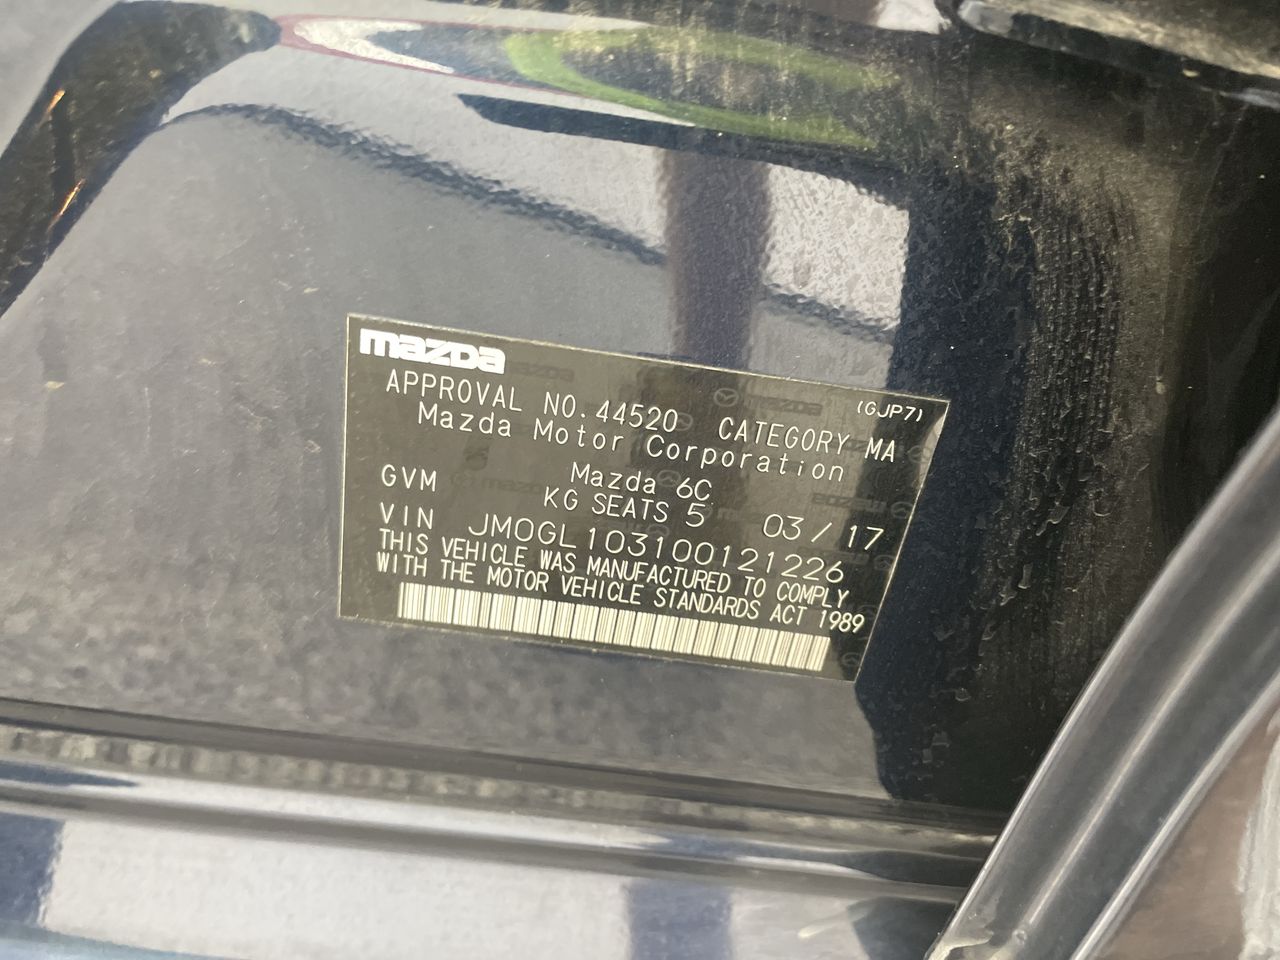 mazda
(GJP7)
APPROVAL NO.44520 CATEGORY MA
Mazda Motor Corporation
Mazda 6C
GVM KG SEATS 5 03/17
VIN JM0GL103100121226
THIS VEHICLE WAS MANUFACTURED TO COMPLY
WITH THE MOTOR VEHICLE STANDARDS ACT 1989